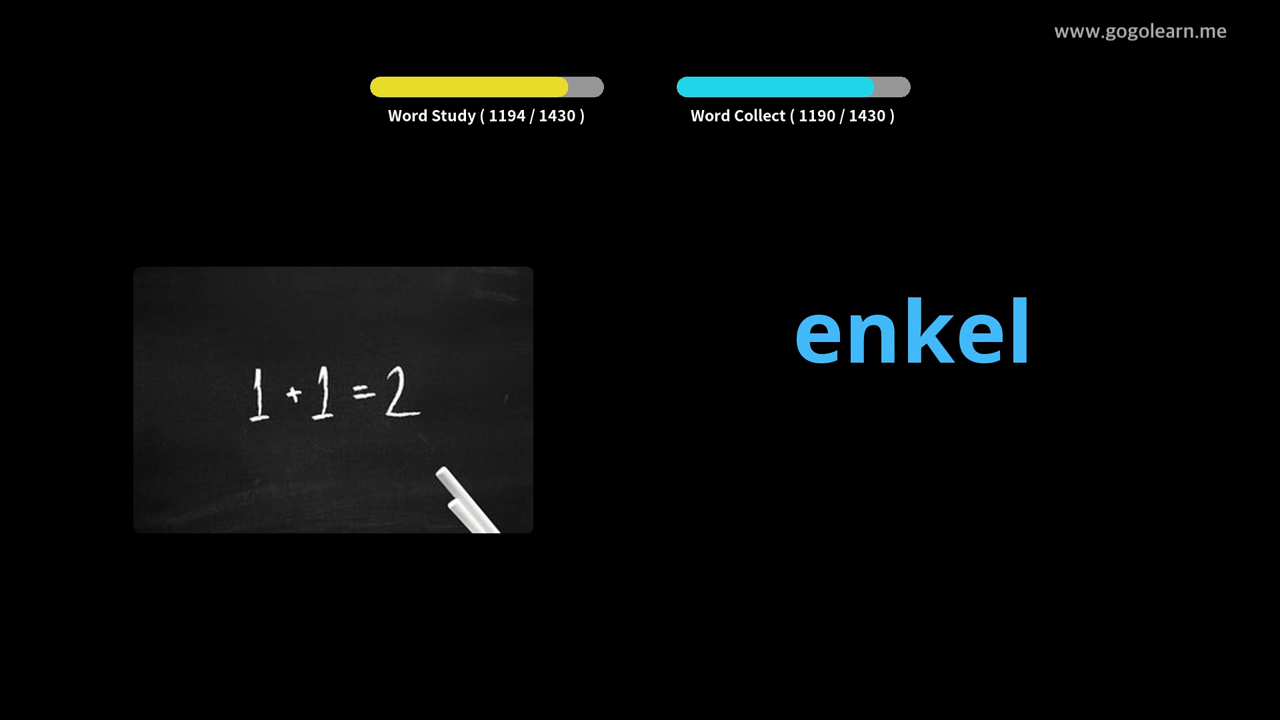 www.gogolearn.me
Word Study ( 1194 / 1430 )
Word Collect ( 1190 / 1430 )
enkel
1 + 1 = 2